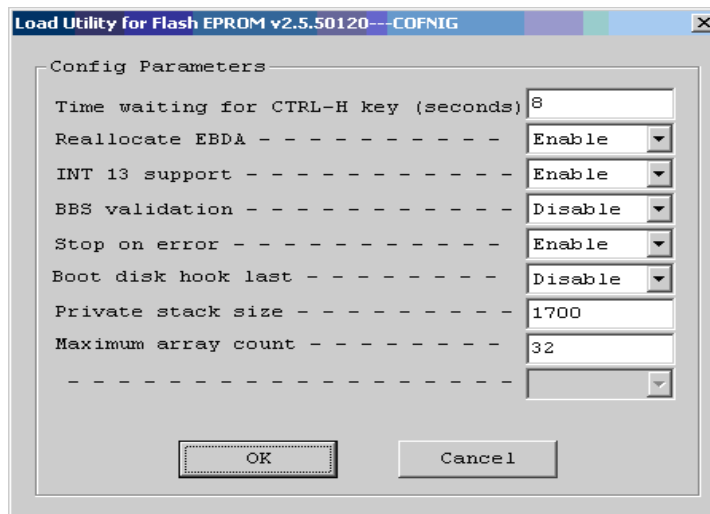 Load Utility for Flash EPROM v2.5.50120---COFNIG
Config Parameters
Time waiting for CTRL-H key (seconds) 8
Reallocate EBDA - - - - - - - - - - Enable
INT 13 support - - - - - - - - - - - Enable
BBS validation - - - - - - - - - - - Disable
Stop on error - - - - - - - - - - - Enable
Boot disk hook last - - - - - - - - Disable
Private stack size - - - - - - - - - 1700
Maximum array count - - - - - - - - 32
- - - - - - - - - - - - - - - - - -
OK Cancel